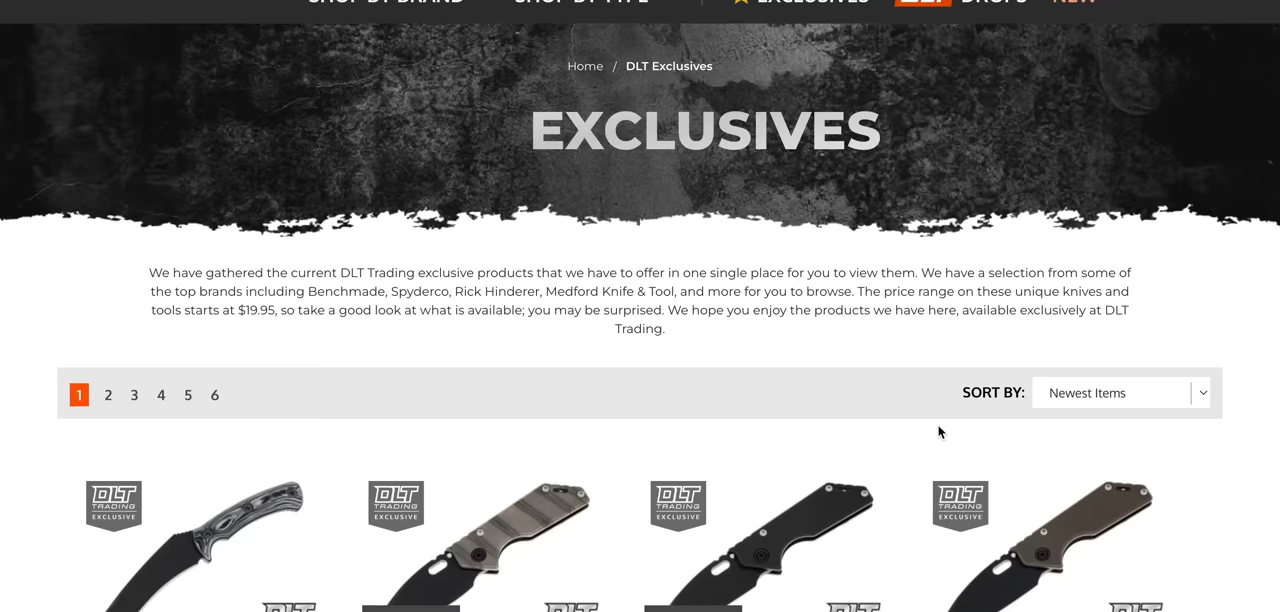 SHOP BY BRAND SHOP BY TYPE EXCLUSIVES DLT DROPS NEW
Home / DLT Exclusives
EXCLUSIVES
We have gathered the current DLT Trading exclusive products that we have to offer in one single place for you to view them. We have a selection from some of
the top brands including Benchmade, Spyderco, Rick Hinderer, Medford Knife & Tool, and more for you to browse. The price range on these unique knives and
tools starts at $19.95, so take a good look at what is available; you may be surprised. We hope you enjoy the products we have here, available exclusively at DLT
Trading.
1 2 3 4 5 6
SORT BY: Newest Items
DLT TRADING EXCLUSIVE
DLT TRADING EXCLUSIVE
DLT TRADING EXCLUSIVE
DLT TRADING EXCLUSIVE
DLT
DLT
DLT
DLT